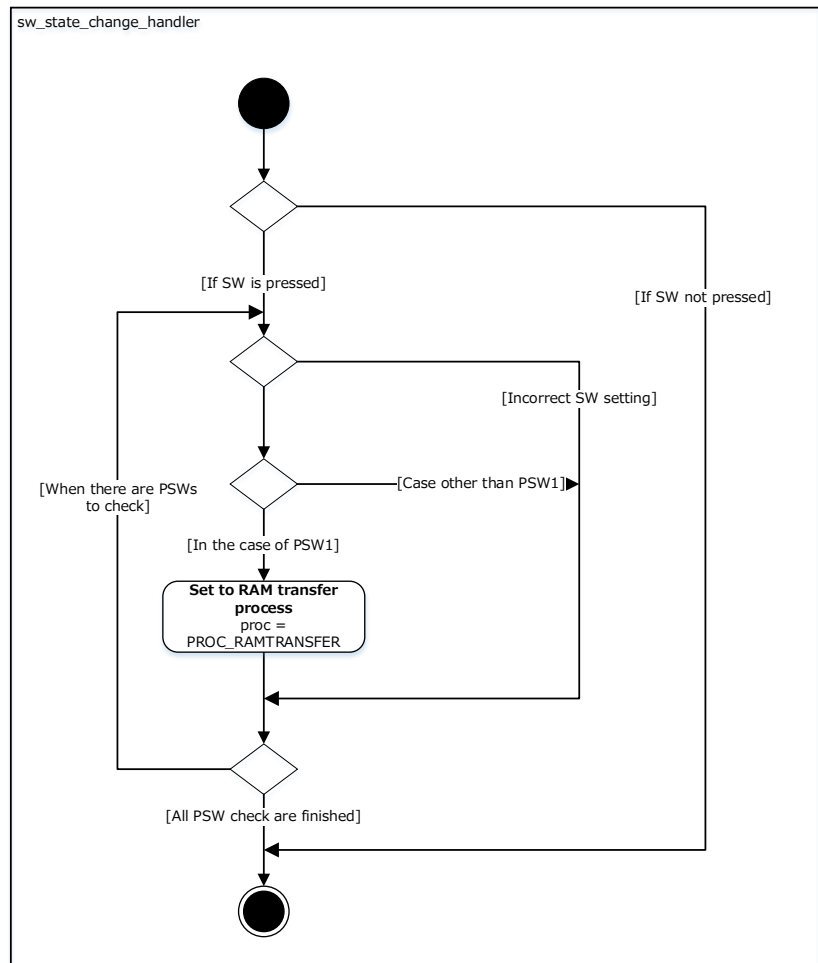 sw_state_change_handler
[If SW is pressed]
[If SW not pressed]
[Incorrect SW setting]
[When there are PSWs
to check]
[Case other than PSW1]
[In the case of PSW1]
Set to RAM transfer
process
proc =
PROC_RAMTRANSFER
[All PSW check are finished]